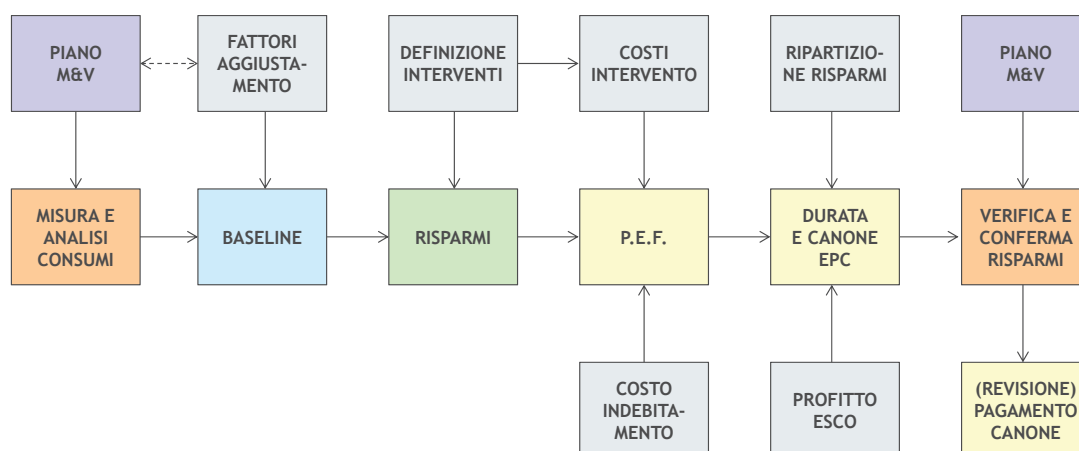 PIANO
M&V
FATTORI
AGGIUSTA-
MENTO
DEFINIZIONE
INTERVENTI
COSTI
INTERVENTO
RIPARTIZIO-
NE RISPARMI
PIANO
M&V
MISURA E
ANALISI
CONSUMI
BASELINE
RISPARMI
P.E.F.
DURATA
E CANONE
EPC
VERIFICA E
CONFERMA
RISPARMI
COSTO
INDEBITA-
MENTO
PROFITTO
ESCO
(REVISIONE)
PAGAMENTO
CANONE